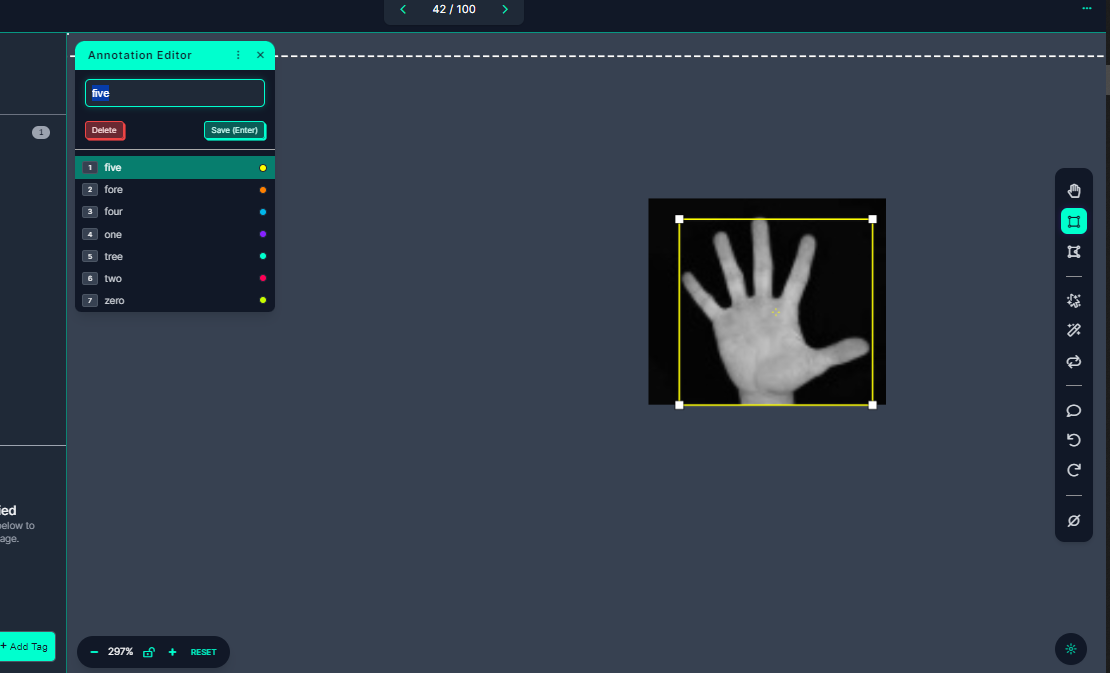 42 / 100
Annotation Editor
five
Delete
Save (Enter)
1 five
2 fore
3 four
4 one
5 tree
6 two
7 zero
1
ied
below to
age.
+ Add Tag
297%
RESET